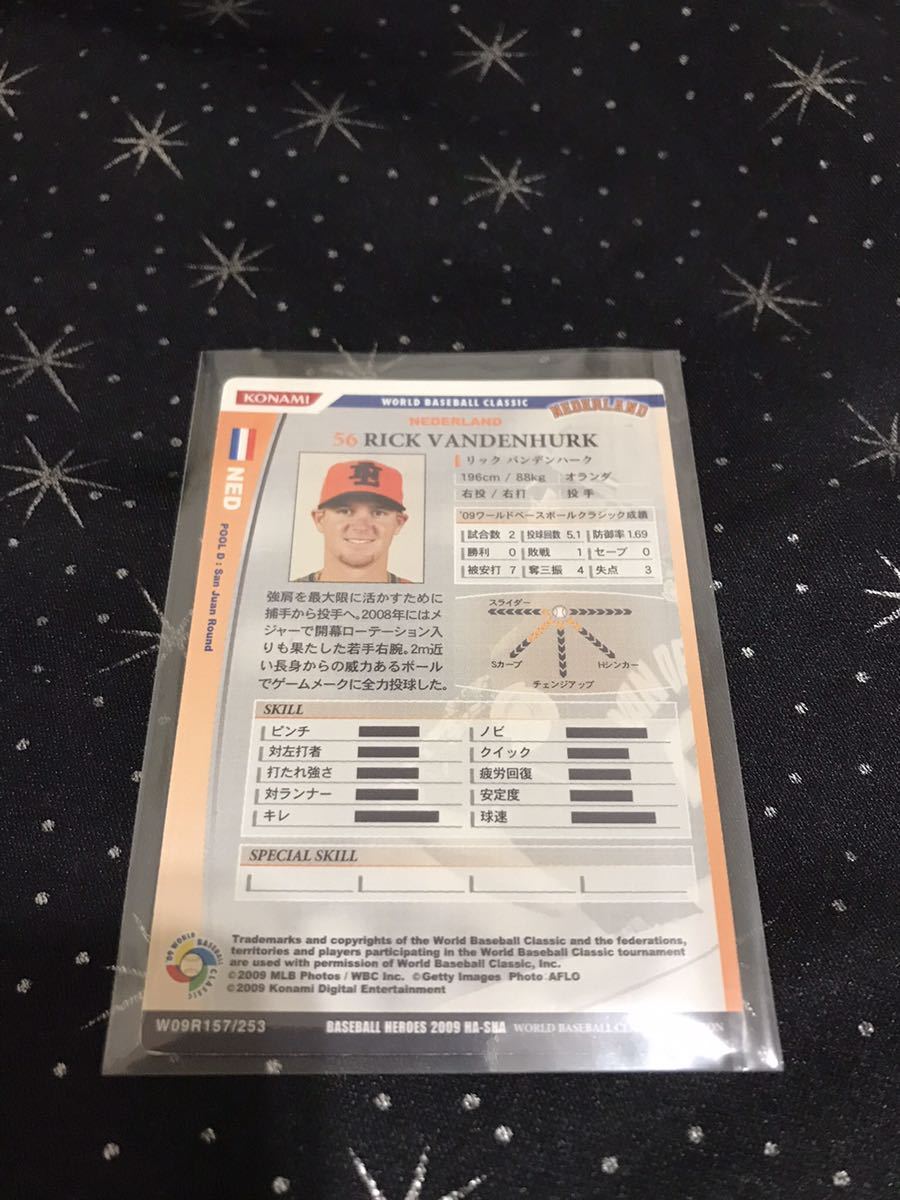 KONAMI
WORLD BASEBALL CLASSIC
NEDERLAND
NEDERLAND
56 RICK VANDENHURK
NED
POOL D : San Juan Round
リック バンデンハーク
196cm / 88kg オランダ
右投 / 右打 投手
'09ワールドベースボールクラシック成績
試合数 2 投球回数 5.1 防御率 1.69
勝利 0 敗戦 1 セーブ 0
被安打 7 奪三振 4 失点 3
強肩を最大限に活かすために
捕手から投手へ。2008年にはメ
ジャーで開幕ローテーション入
りも果たした若手右腕。2m近
い長身からの威力あるボール
でゲームメークに全力投球した。
スライダー
Sカーブ
Hシンカー
チェンジアップ
SKILL
ピンチ ノビ
対左打者 クイック
打たれ強さ 疲労回復
対ランナー 安定度
キレ 球速
SPECIAL SKILL
'09 WORLD BASEBALL CLASSIC
Trademarks and copyrights of the World Baseball Classic and the federations,
territories and players participating in the World Baseball Classic tournament
are used with permission of World Baseball Classic, Inc.
©2009 MLB Photos / WBC Inc. ©Getty Images Photo AFLO
©2009 Konami Digital Entertainment
W09R157/253 BASEBALL HEROES 2009 HA-SHA WORLD BASEBALL